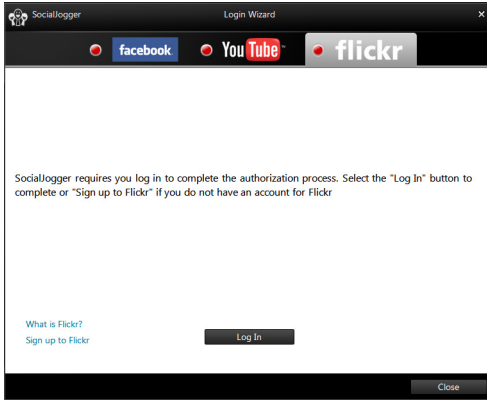 SocialJogger Login Wizard ×
facebook YouTube™ flickr
SocialJogger requires you log in to complete the authorization process. Select the "Log In" button to
complete or "Sign up to Flickr" if you do not have an account for Flickr
What is Flickr?
Sign up to Flickr Log In
Close